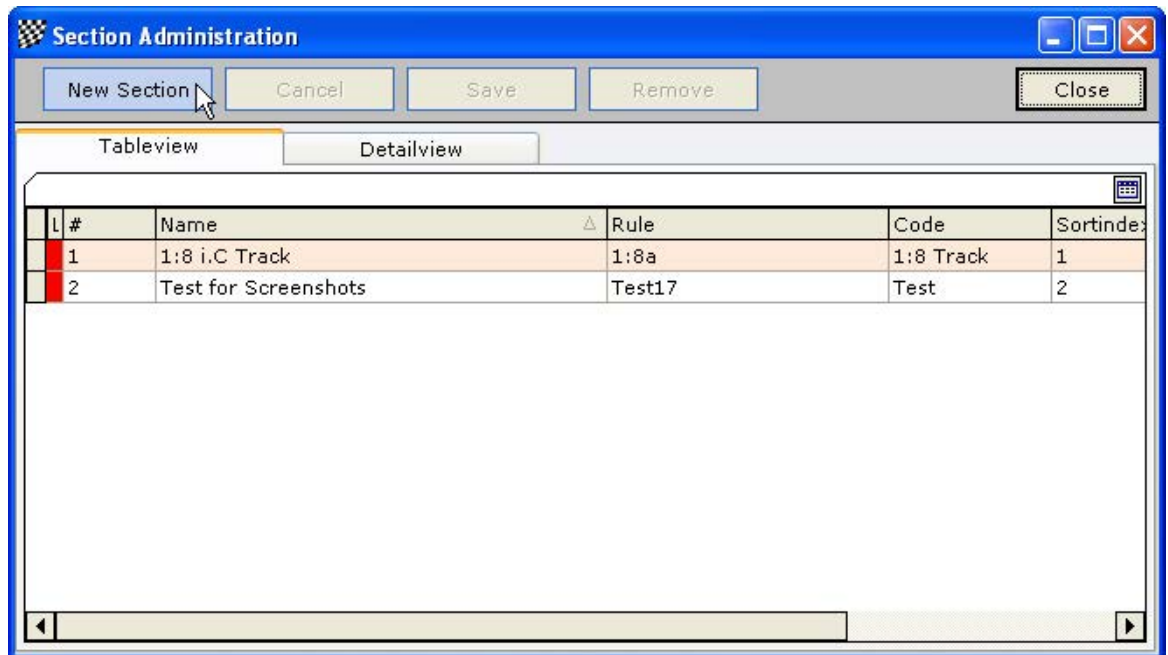 Section Administration
New Section Cancel Save Remove Close
Tableview Detailview
L # Name Rule Code Sortindex
1 1:8 i.C Track 1:8a 1:8 Track 1
2 Test for Screenshots Test17 Test 2